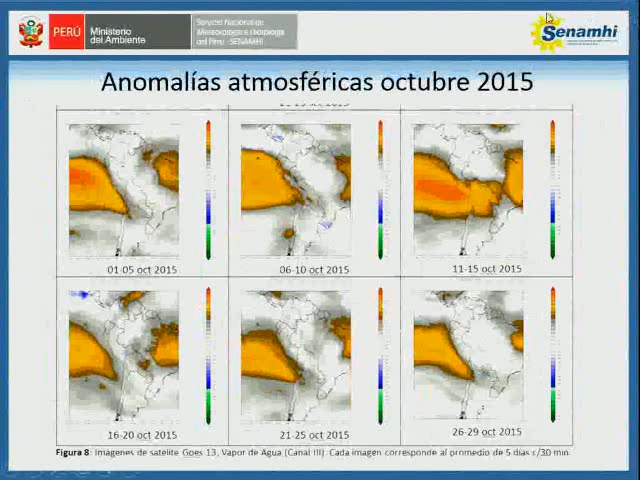 PERÚ
Ministerio
del Ambiente
Servicio Nacional de
Meteorología e Hidrología
del Perú - SENAMHI
Senamhi
Anomalías atmosféricas octubre 2015
01-05 oct 2015
06-10 oct 2015
11-15 oct 2015
16-20 oct 2015
21-25 oct 2015
26-29 oct 2015
Figura 8: Imágenes de satélite Goes 13, Vapor de Agua (Canal III). Cada imagen corresponde al promedio de 5 días c/30 min.